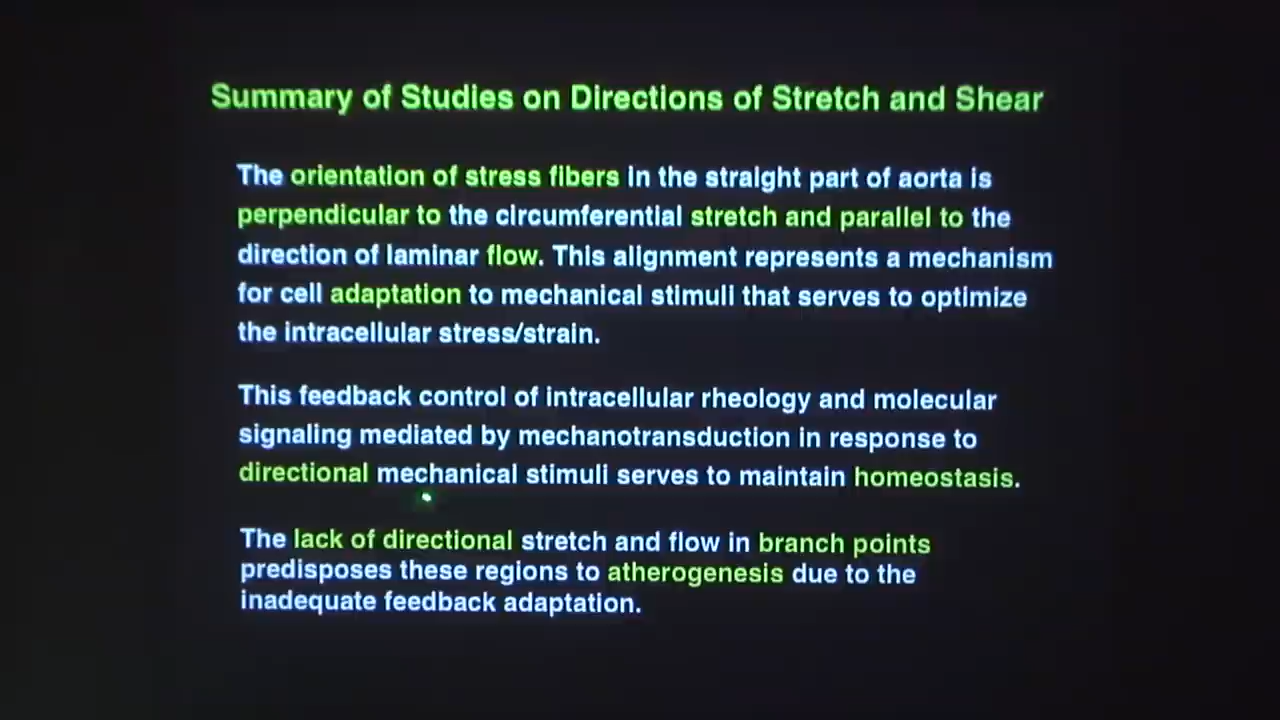 Summary of Studies on Directions of Stretch and Shear
The orientation of stress fibers in the straight part of aorta is
perpendicular to the circumferential stretch and parallel to the
direction of laminar flow. This alignment represents a mechanism
for cell adaptation to mechanical stimuli that serves to optimize
the intracellular stress/strain.
This feedback control of intracellular rheology and molecular
signaling mediated by mechanotransduction in response to
directional mechanical stimuli serves to maintain homeostasis.
The lack of directional stretch and flow in branch points
predisposes these regions to atherogenesis due to the
inadequate feedback adaptation.